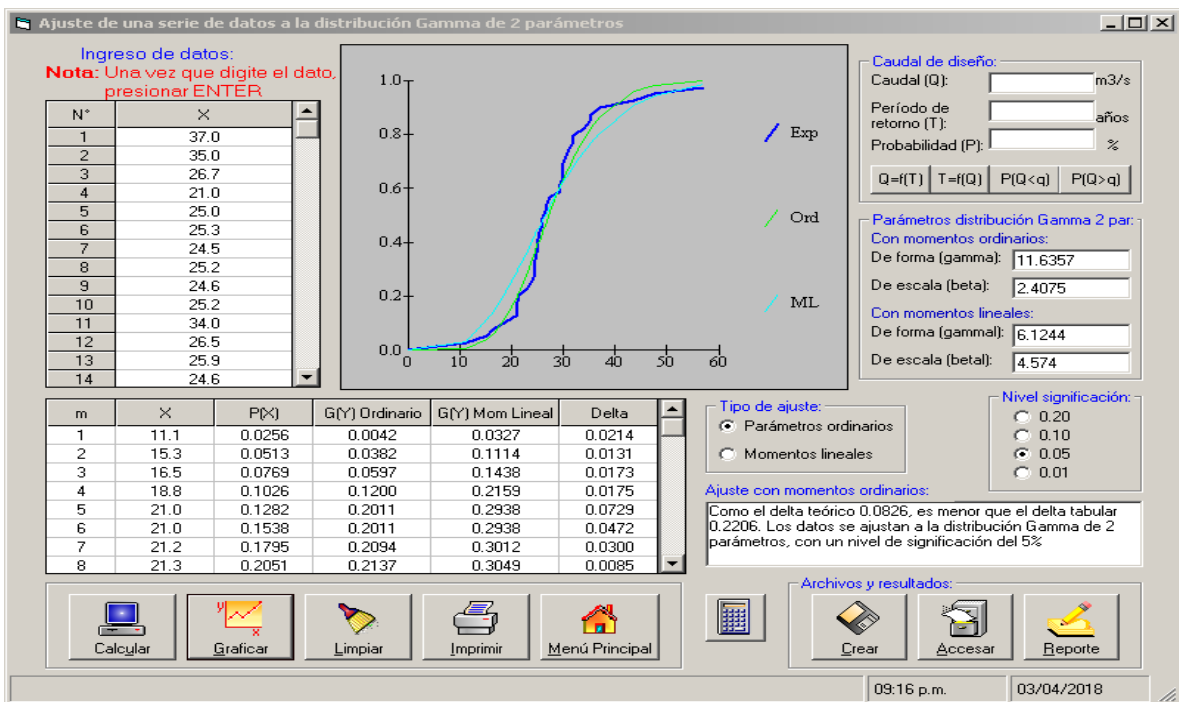 Ajuste de una serie de datos a la distribución Gamma de 2 parámetros
Ingreso de datos:
Nota: Una vez que digite el dato,
presionar ENTER
N° X
1 37.0
2 35.0
3 26.7
4 21.0
5 25.0
6 25.3
7 24.5
8 25.2
9 24.6
10 25.2
11 34.0
12 26.5
13 25.9
14 24.6
1.0
0.8
0.6
0.4
0.2
0.0
0 10 20 30 40 50 60
Exp
Ord
ML
Caudal de diseño:
Caudal (Q): m3/s
Período de
retorno (T): años
Probabilidad (P): %
Q=f(T) T=f(Q) P(Q<q) P(Q>q)
Parámetros distribución Gamma 2 par:
Con momentos ordinarios:
De forma (gamma): 11.6357
De escala (beta): 2.4075
Con momentos lineales:
De forma (gammal): 6.1244
De escala (betal): 4.574
m X P(X) G(Y) Ordinario G(Y) Mom Lineal Delta
1 11.1 0.0256 0.0042 0.0327 0.0214
2 15.3 0.0513 0.0382 0.1114 0.0131
3 16.5 0.0769 0.0597 0.1438 0.0173
4 18.8 0.1026 0.1200 0.2159 0.0175
5 21.0 0.1282 0.2011 0.2938 0.0729
6 21.0 0.1538 0.2011 0.2938 0.0472
7 21.2 0.1795 0.2094 0.3012 0.0300
8 21.3 0.2051 0.2137 0.3049 0.0085
Tipo de ajuste:
Parámetros ordinarios
Momentos lineales
Nivel significación:
0.20
0.10
0.05
0.01
Ajuste con momentos ordinarios:
Como el delta teórico 0.0826, es menor que el delta tabular
0.2206. Los datos se ajustan a la distribución Gamma de 2
parámetros, con un nivel de significación del 5%
Calcular Graficar Limpiar Imprimir Menú Principal
Archivos y resultados:
Crear Accesar Reporte
09:16 p.m. 03/04/2018